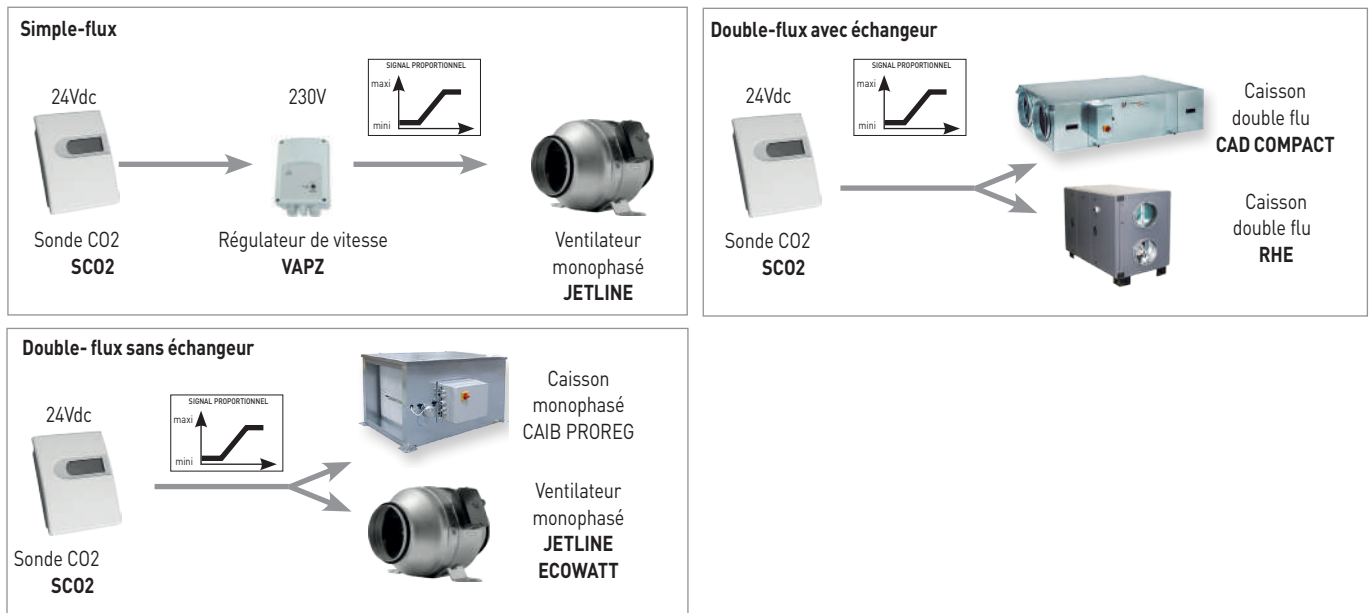 Simple-flux
24Vdc
230V
SIGNAL PROPORTIONNEL
maxi
mini
Sonde CO2
SCO2
Régulateur de vitesse
VAPZ
Ventilateur
monophasé
JETLINE
Double-flux avec échangeur
24Vdc
SIGNAL PROPORTIONNEL
maxi
mini
Sonde CO2
SCO2
Caisson
double flu
CAD COMPACT
Caisson
double flu
RHE
Double- flux sans échangeur
24Vdc
SIGNAL PROPORTIONNEL
maxi
mini
Sonde CO2
SCO2
Caisson
monophasé
CAIB PROREG
Ventilateur
monophasé
JETLINE
ECOWATT